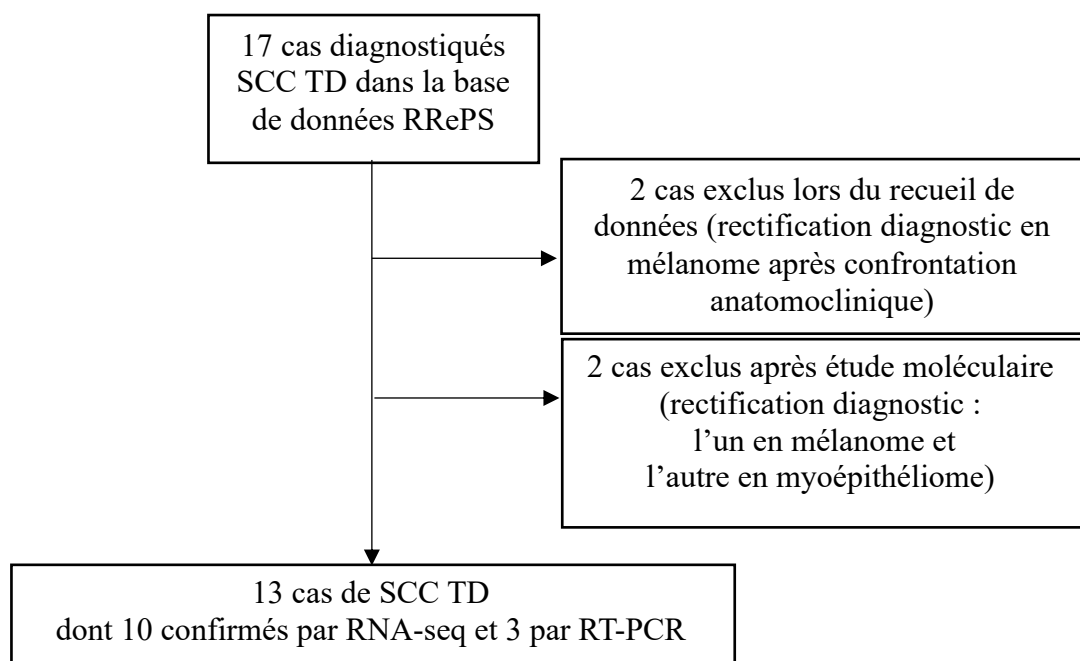 17 cas diagnostiqués
SCC TD dans la base
de données RRePS
2 cas exclus lors du recueil de
données (rectification diagnostic en
mélanome après confrontation
anatomoclinique)
2 cas exclus après étude moléculaire
(rectification diagnostic :
l’un en mélanome et
l’autre en myoépithéliome)
13 cas de SCC TD
dont 10 confirmés par RNA-seq et 3 par RT-PCR